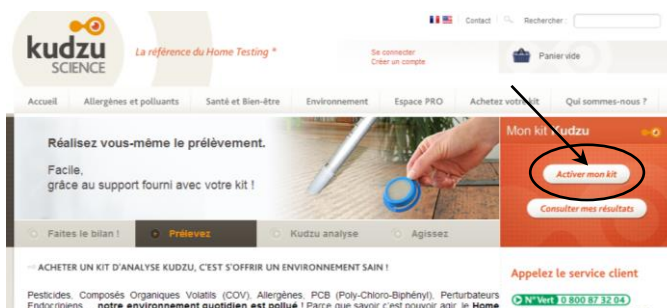 Contact
Rechercher :
kudzu
SCIENCE
La référence du Home Testing *
Se connecter
Créer un compte
Panier vide
Accueil
Allergènes et polluants
Santé et Bien-être
Environnement
Espace PRO
Achetez votre kit
Qui sommes-nous ?
Réalisez vous-même le prélèvement.
Facile,
grâce au support fourni avec votre kit !
Mon kit Kudzu
Activer mon kit
Consulter mes résultats
Faites le bilan !
Prélevez
Kudzu analyse
Agissez
ACHETER UN KIT D'ANALYSE KUDZU, C'EST S'OFFRIR UN ENVIRONNEMENT SAIN !
Pesticides, Composés Organiques Volatils (COV), Allergènes, PCB (Poly-Chloro-Biphényl), Perturbateurs
Endocriniens... notre environnement quotidien est pollué ! Parce que savoir c'est pouvoir agir, le Home
Appelez le service client
N° Vert 0 800 87 32 04